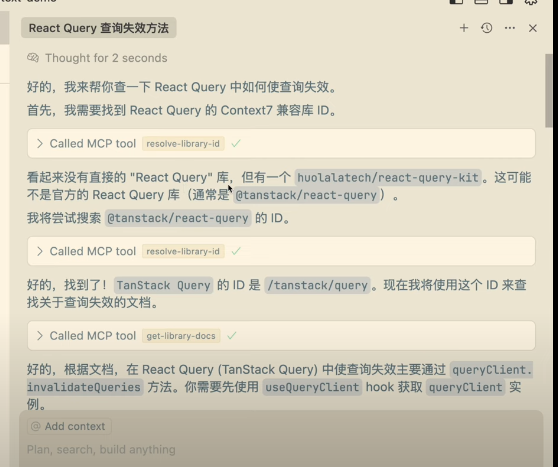 text-demo
React Query 查询失效方法
Thought for 2 seconds
好的，我来帮你查一下 React Query 中如何使查询失效。
首先，我需要找到 React Query 的 Context7 兼容库 ID。
Called MCP tool resolve-library-id
看起来没有直接的 "React Query" 库，但有一个 huolalatech/react-query-kit。这可能
不是官方的 React Query 库（通常是 @tanstack/react-query）。
我将尝试搜索 @tanstack/react-query 的 ID。
Called MCP tool resolve-library-id
好的，找到了！ TanStack Query 的 ID 是 /tanstack/query。现在我将使用这个 ID 来查
找关于查询失效的文档。
Called MCP tool get-library-docs
好的，根据文档，在 React Query (TanStack Query) 中使查询失效主要通过 queryClient.
invalidateQueries 方法。你需要先使用 useQueryClient hook 获取 queryClient 实
例。
@ Add context
Plan, search, build anything